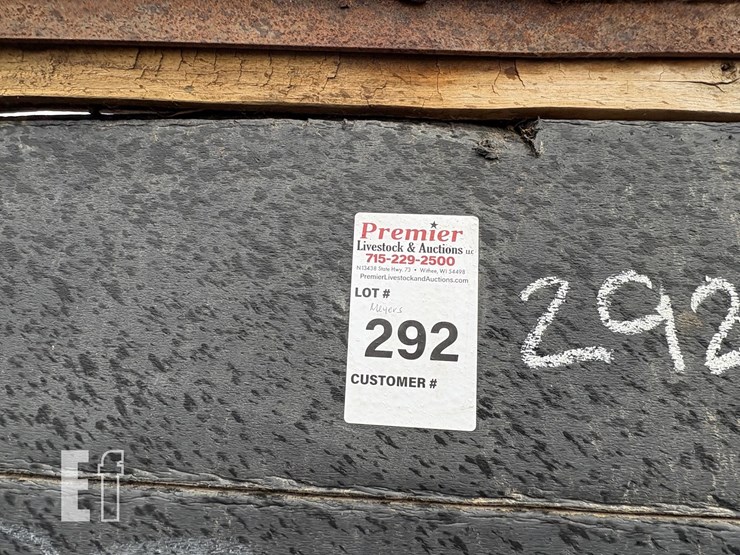 Premier
Livestock & Auctions LLC
715-229-2500
N13438 State Hwy. 73 • Withee, WI 54498
PremierLivestockandAuctions.com
LOT #
Meyers
292
CUSTOMER #
292
Ef